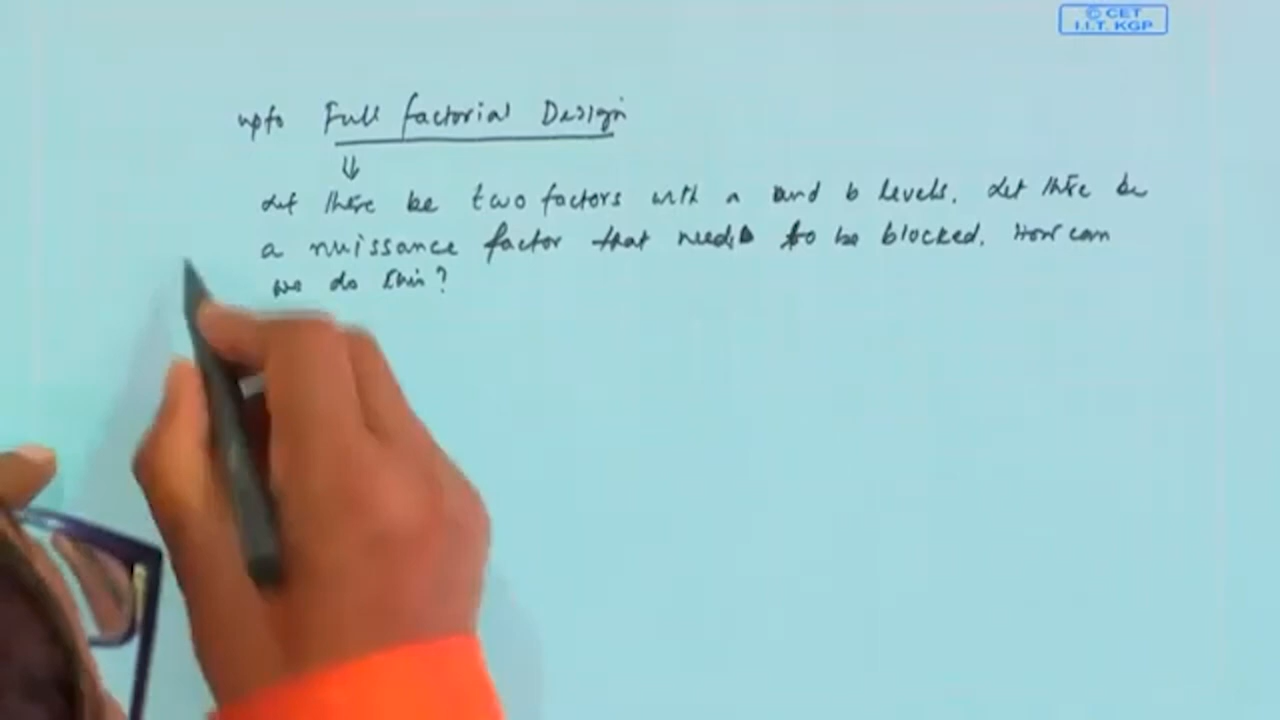 © CET
I.I.T. KGP
upto Full factorial Design
Let there be two factors with a and b levels. Let there be
a nuissance factor that needs to be blocked. How can
we do this?